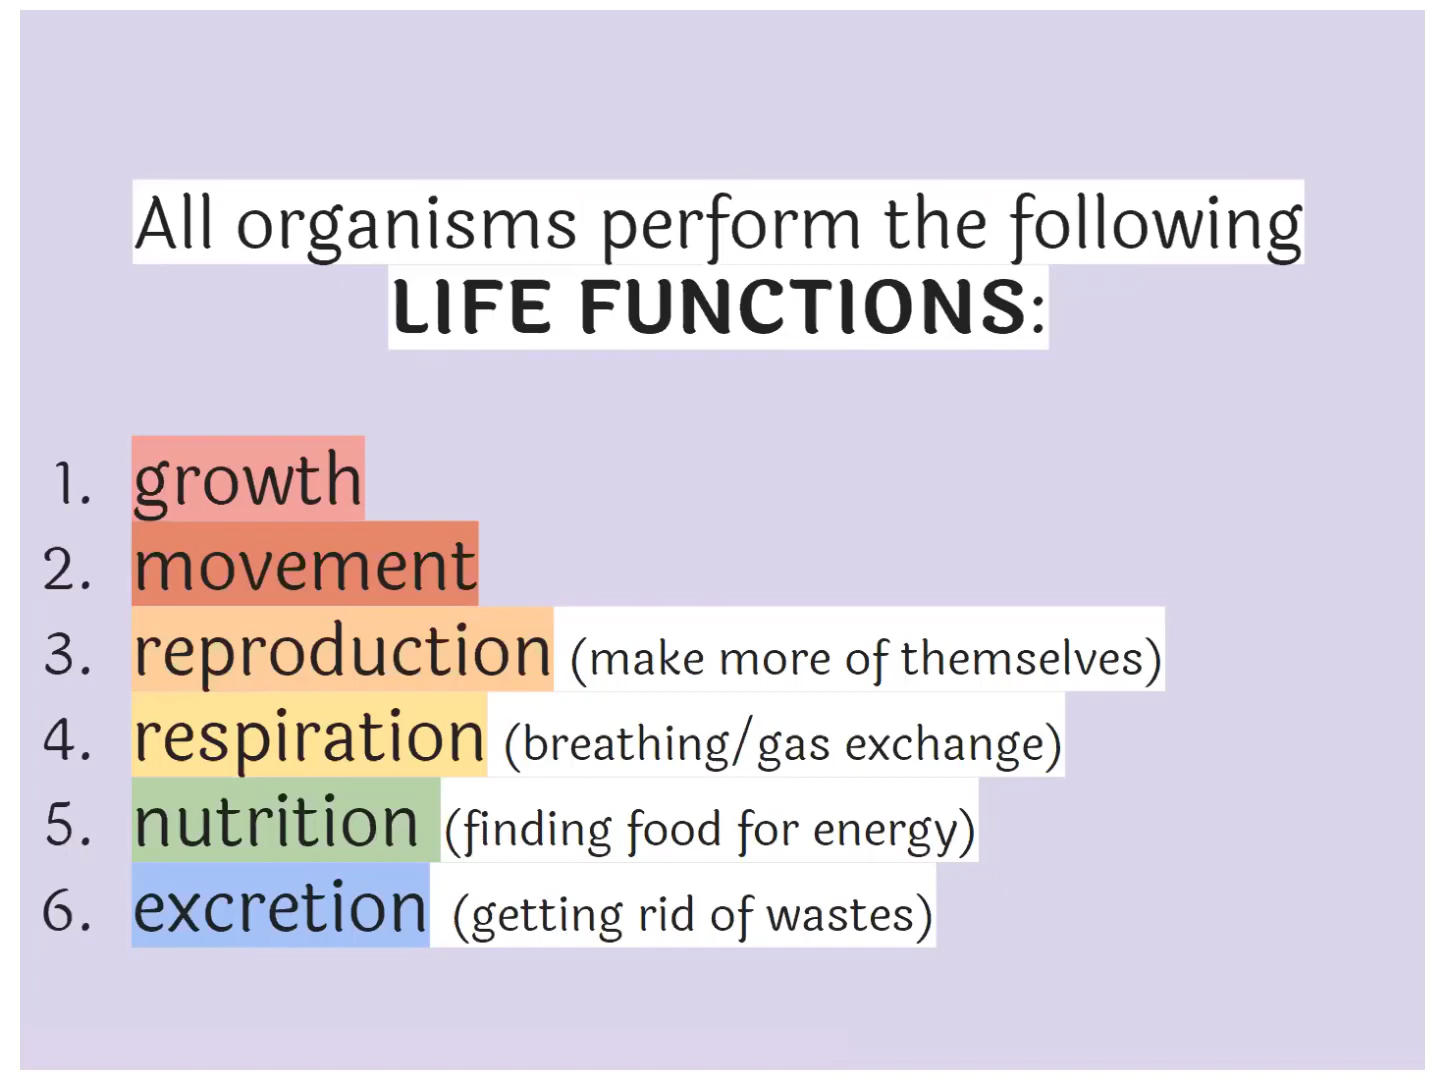 All organisms perform the following
LIFE FUNCTIONS:
1. growth
2. movement
3. reproduction (make more of themselves)
4. respiration (breathing/gas exchange)
5. nutrition (finding food for energy)
6. excretion (getting rid of wastes)